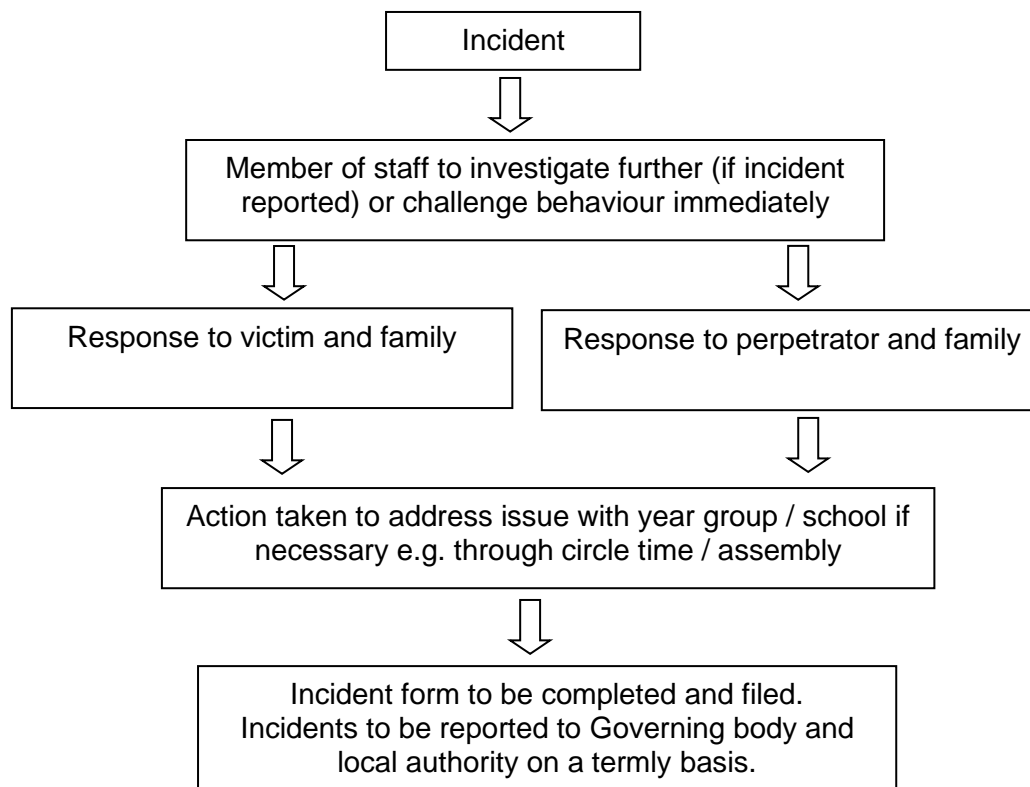 Incident
Member of staff to investigate further (if incident
reported) or challenge behaviour immediately
Response to victim and family
Response to perpetrator and family
Action taken to address issue with year group / school if
necessary e.g. through circle time / assembly
Incident form to be completed and filed.
Incidents to be reported to Governing body and
local authority on a termly basis.